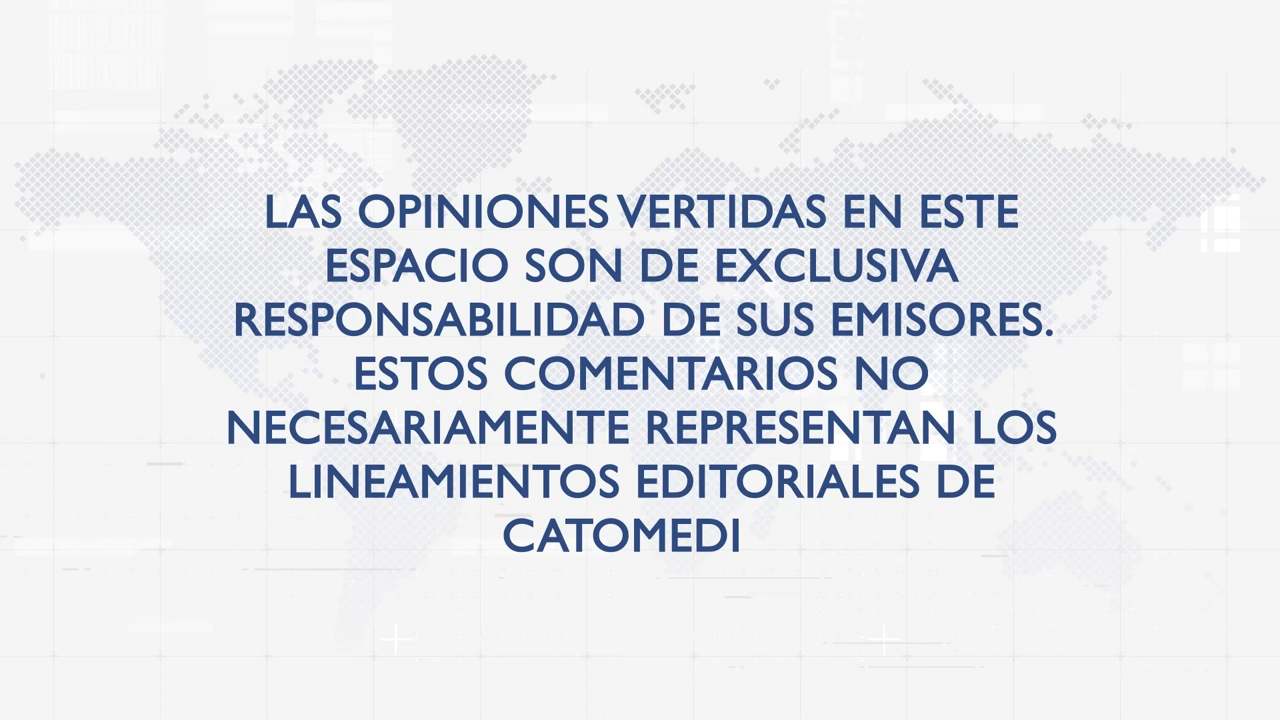 LAS OPINIONES VERTIDAS EN ESTE
ESPACIO SON DE EXCLUSIVA
RESPONSABILIDAD DE SUS EMISORES.
ESTOS COMENTARIOS NO
NECESARIAMENTE REPRESENTAN LOS
LINEAMIENTOS EDITORIALES DE
CATOMEDI